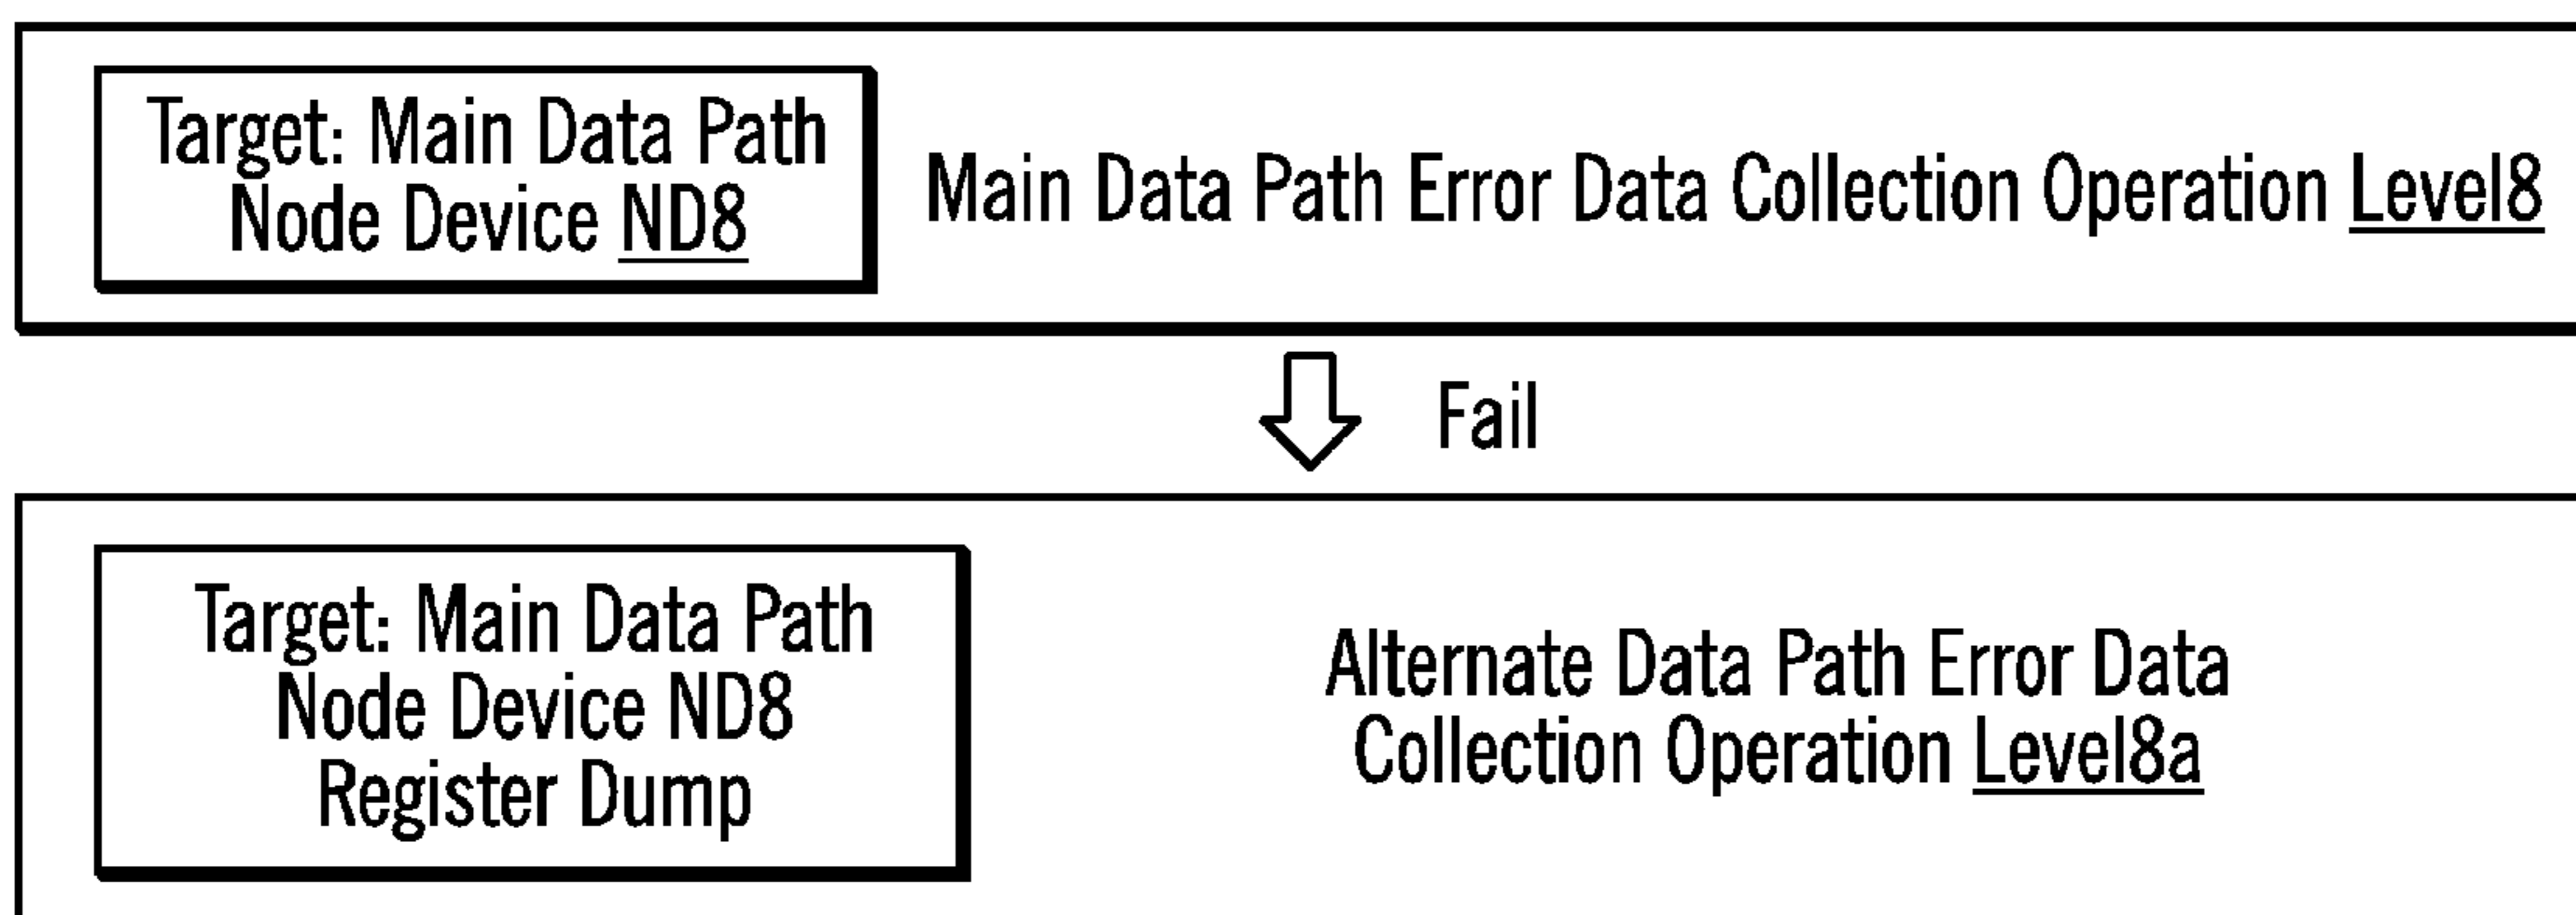 Target: Main Data Path
Node Device ND8
Main Data Path Error Data Collection Operation Level8
Fail
Target: Main Data Path
Node Device ND8
Register Dump
Alternate Data Path Error Data
Collection Operation Level8a